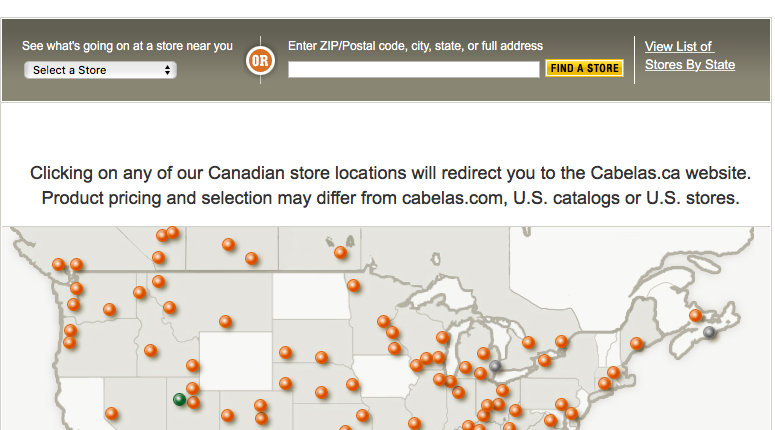 See what's going on at a store near you
Select a Store
OR
Enter ZIP/Postal code, city, state, or full address
FIND A STORE
View List of
Stores By State
Clicking on any of our Canadian store locations will redirect you to the Cabelas.ca website.
Product pricing and selection may differ from cabelas.com, U.S. catalogs or U.S. stores.